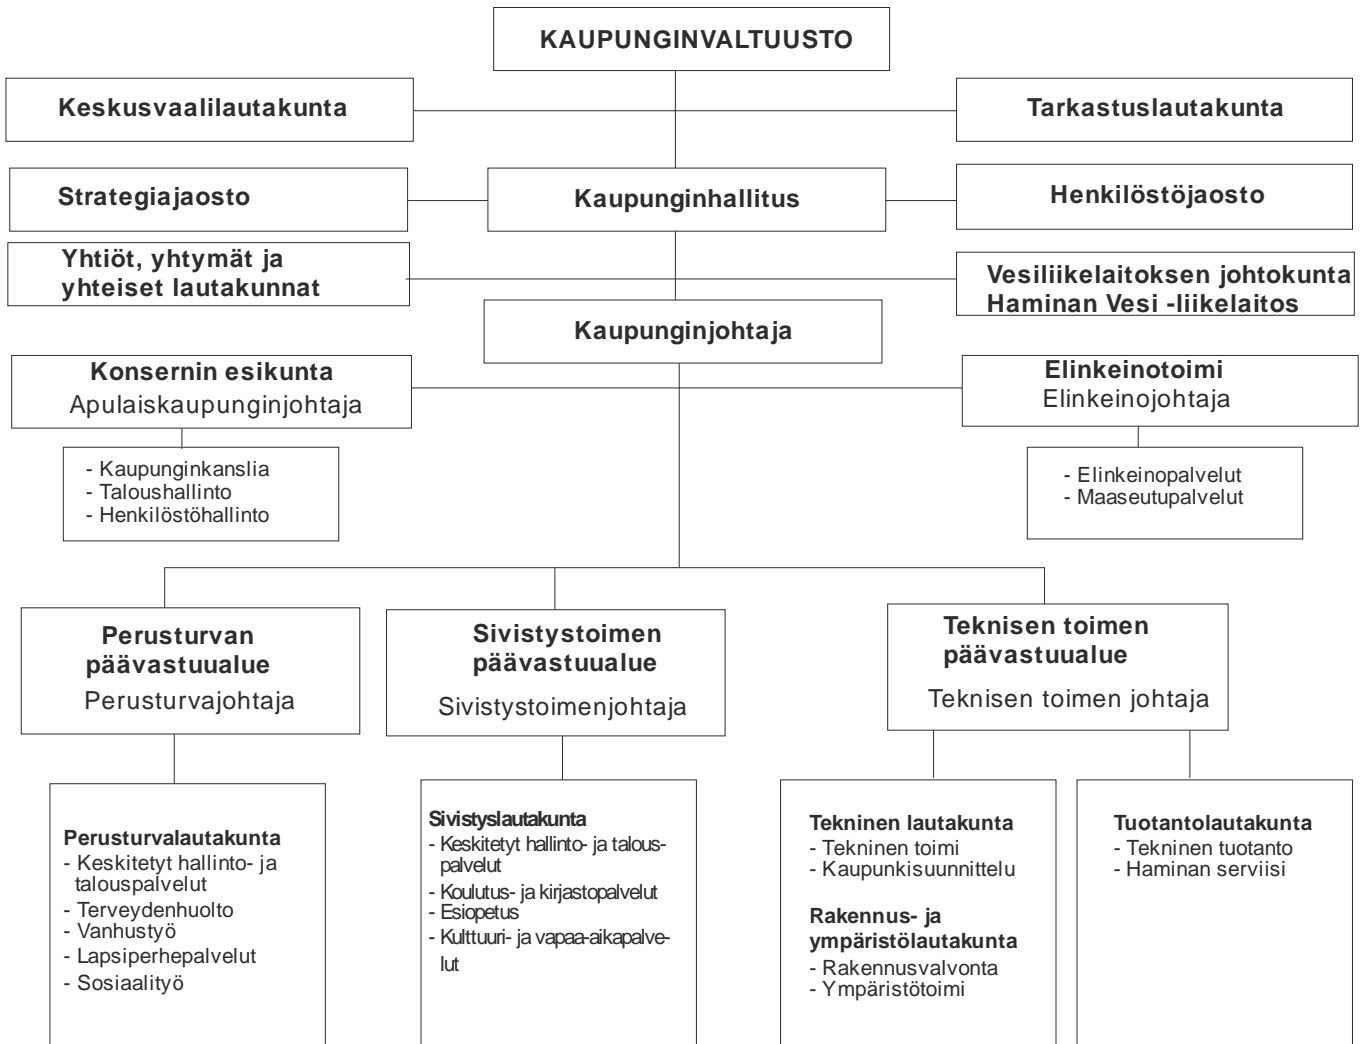 KAUPUNGINVALTUUSTO
Keskusvaalilautakunta
Tarkastuslautakunta
Strategiajaosto
Kaupunginhallitus
Henkilöstöjaosto
Yhtiöt, yhtymät ja
yhteiset lautakunnat
Vesiliikelaitoksen johtokunta
Haminan Vesi -liikelaitos
Kaupunginjohtaja
Konsernin esikunta
Apulaiskaupunginjohtaja
Elinkeinotoimi
Elinkeinojohtaja
- Kaupunginkanslia
- Taloushallinto
- Henkilöstöhallinto
- Elinkeinopalvelut
- Maaseutupalvelut
Perusturvan
päävastuualue
Perusturvajohtaja
Sivistystoimen
päävastuualue
Sivistystoimenjohtaja
Teknisen toimen
päävastuualue
Teknisen toimen johtaja
Perusturvalautakunta
- Keskitetyt hallinto- ja
talouspalvelut
- Terveydenhuolto
- Vanhustyö
- Lapsiperhepalvelut
- Sosiaalityö
Sivistyslautakunta
- Keskitetyt hallinto- ja talous-
palvelut
- Koulutus- ja kirjastopalvelut
- Esiopetus
- Kulttuuri- ja vapaa-aikapalve-
lut
Tekninen lautakunta
- Tekninen toimi
- Kaupunkisuunnittelu
Rakennus- ja
ympäristölautakunta
- Rakennusvalvonta
- Ympäristötoimi
Tuotantolautakunta
- Tekninen tuotanto
- Haminan serviisi